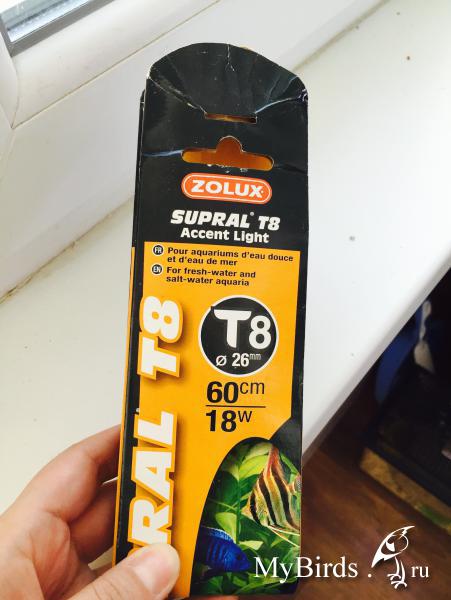 ZOLUX
SUPRAL® T8
Accent Light
FR Pour aquariums d'eau douce
et d'eau de mer
EN For fresh-water and
salt-water aquaria
T8
ø 26mm
60cm
18W
RAL T8
MyBirds.ru